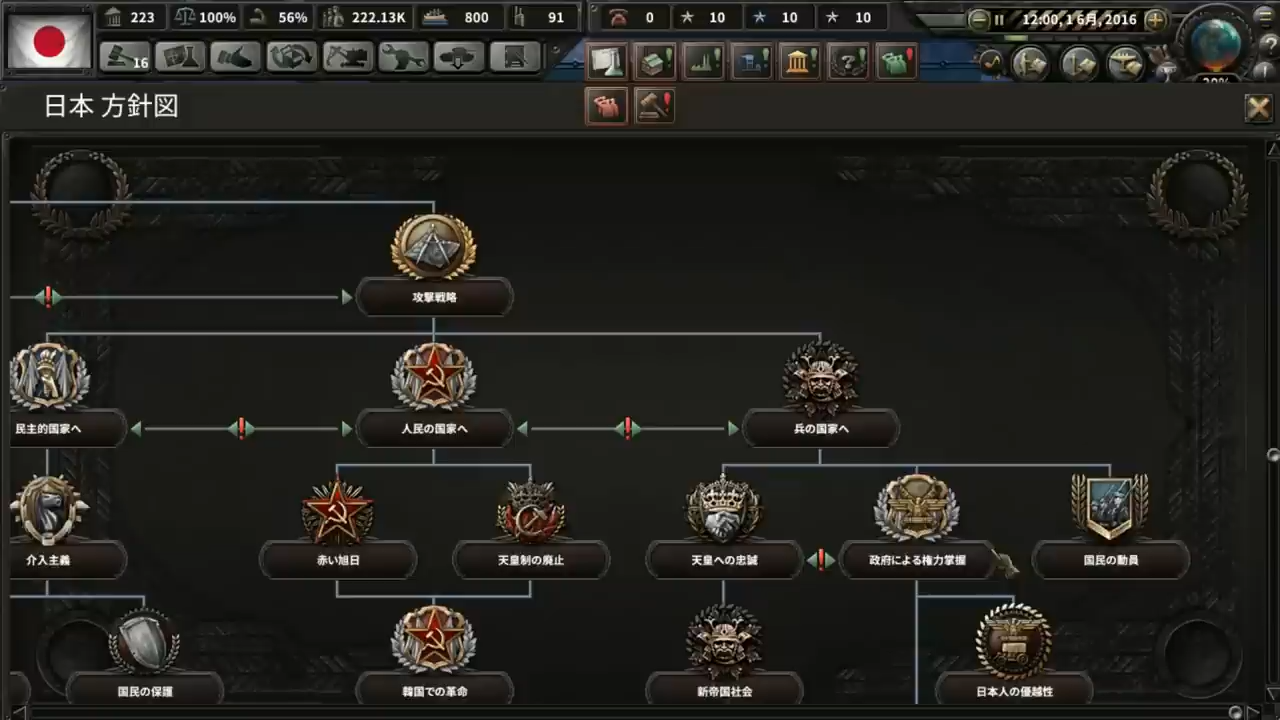 223 100% 56% 222.13K 800 91 0 10 10 10 12:00, 1 6月, 2016
16
日本 方針図
攻撃戦略
民主的国家へ 人民の国家へ 兵の国家へ
介入主義 赤い旭日 天皇制の廃止 天皇への忠誠 政府による権力掌握 国民の動員
国民の保護 韓国での革命 新帝国社会 日本人の優越性